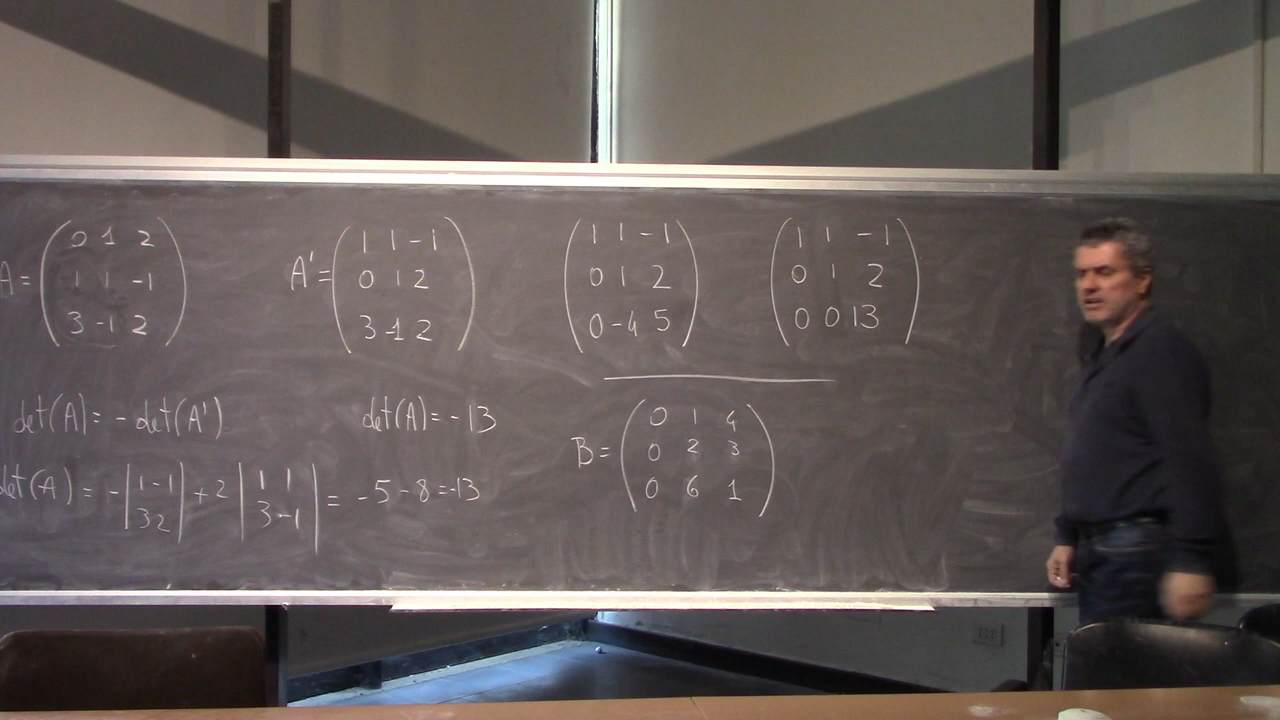 A = ( 0 1 2
1 1 -1
3 -1 2 )
A' = ( 1 1 -1
0 1 2
3 -1 2 )
( 1 1 -1
0 1 2
0 -4 5 )
( 1 1 -1
0 1 2
0 0 13 )
det(A) = - det(A')
det(A) = -13
det(A) = - | 1 -1 ; 3 2 | + 2 | 1 1 ; 3 -1 | = -5 - 8 = -13
B = ( 0 1 4
0 2 3
0 6 1 )